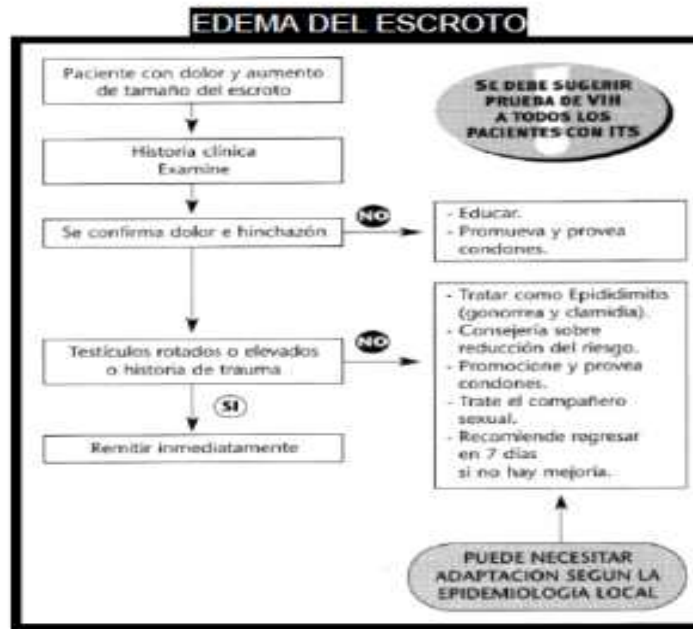 EDEMA DEL ESCROTO
Paciente con dolor y aumento
de tamaño del escroto
SE DEBE SUGERIR
PRUEBA DE VIH
A TODOS LOS
PACIENTES CON ITS
Historia clínica
Examine
Se confirma dolor e hinchazón
NO
- Educar.
- Promueva y provea
condones.
Testículos rotados o elevados
o historia de trauma
NO
- Tratar como Epididimitis
(gonorrea y clamidia).
- Consejería sobre
reducción del riesgo.
- Promocione y provea
condones.
- Trate el compañero
sexual.
- Recomiende regresar
en 7 días
si no hay mejoría.
SI
Remitir inmediatamente
PUEDE NECESITAR
ADAPTACION SEGUN LA
EPIDEMIOLOGIA LOCAL